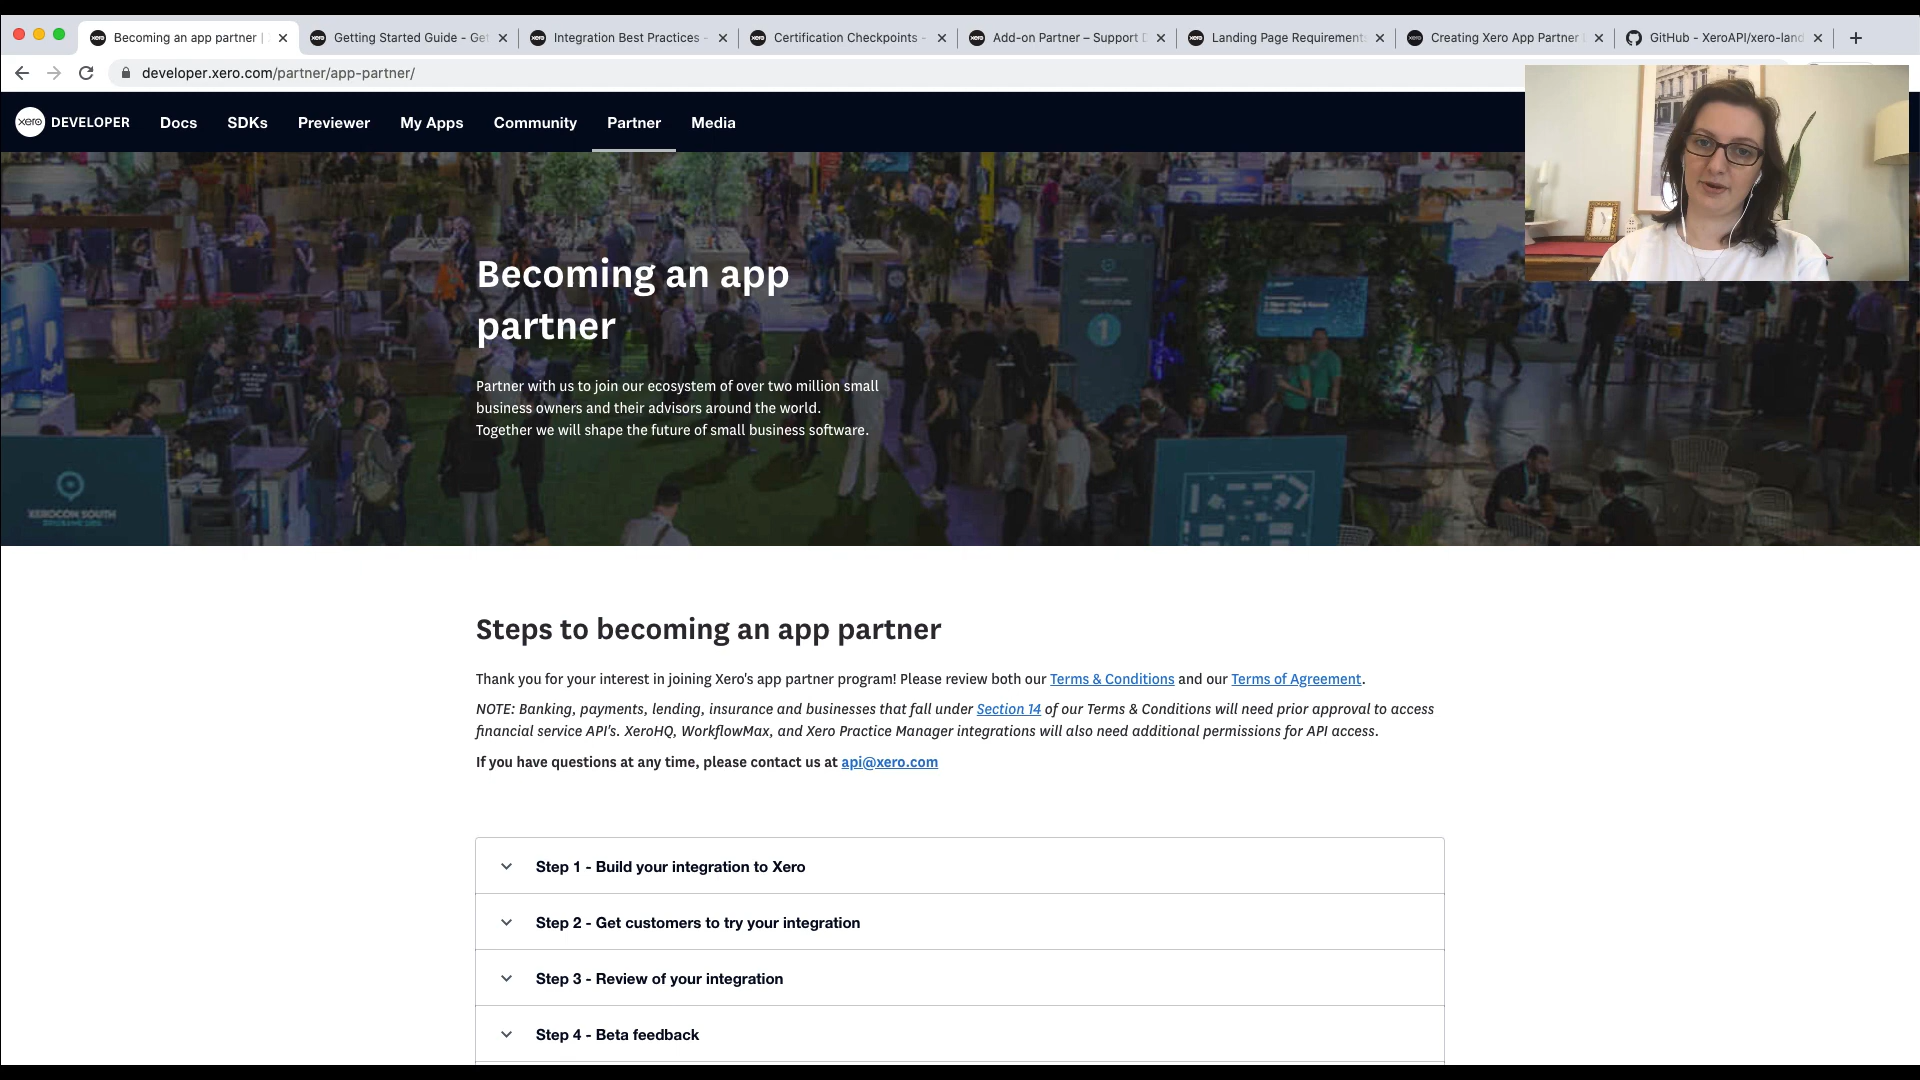 Becoming an app partner |
Getting Started Guide - Get
Integration Best Practices -
Certification Checkpoints -
Add-on Partner – Support D
Landing Page Requirement
Creating Xero App Partner
GitHub - XeroAPI/xero-land
developer.xero.com/partner/app-partner/
xero DEVELOPER
Docs
SDKs
Previewer
My Apps
Community
Partner
Media
Becoming an app
partner
Partner with us to join our ecosystem of over two million small
business owners and their advisors around the world.
Together we will shape the future of small business software.
1
XEROCON SOUTH
Steps to becoming an app partner
Thank you for your interest in joining Xero's app partner program! Please review both our Terms & Conditions and our Terms of Agreement.
NOTE: Banking, payments, lending, insurance and businesses that fall under Section 14 of our Terms & Conditions will need prior approval to access
financial service API's. XeroHQ, WorkflowMax, and Xero Practice Manager integrations will also need additional permissions for API access.
If you have questions at any time, please contact us at api@xero.com
Step 1 - Build your integration to Xero
Step 2 - Get customers to try your integration
Step 3 - Review of your integration
Step 4 - Beta feedback